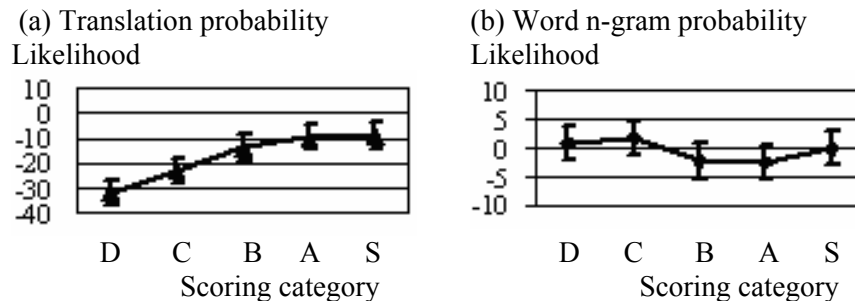 (a) Translation probability
Likelihood
10
0
-10
-20
-30
-40
D C B A S
Scoring category
(b) Word n-gram probability
Likelihood
10
5
0
-5
-10
D C B A S
Scoring category